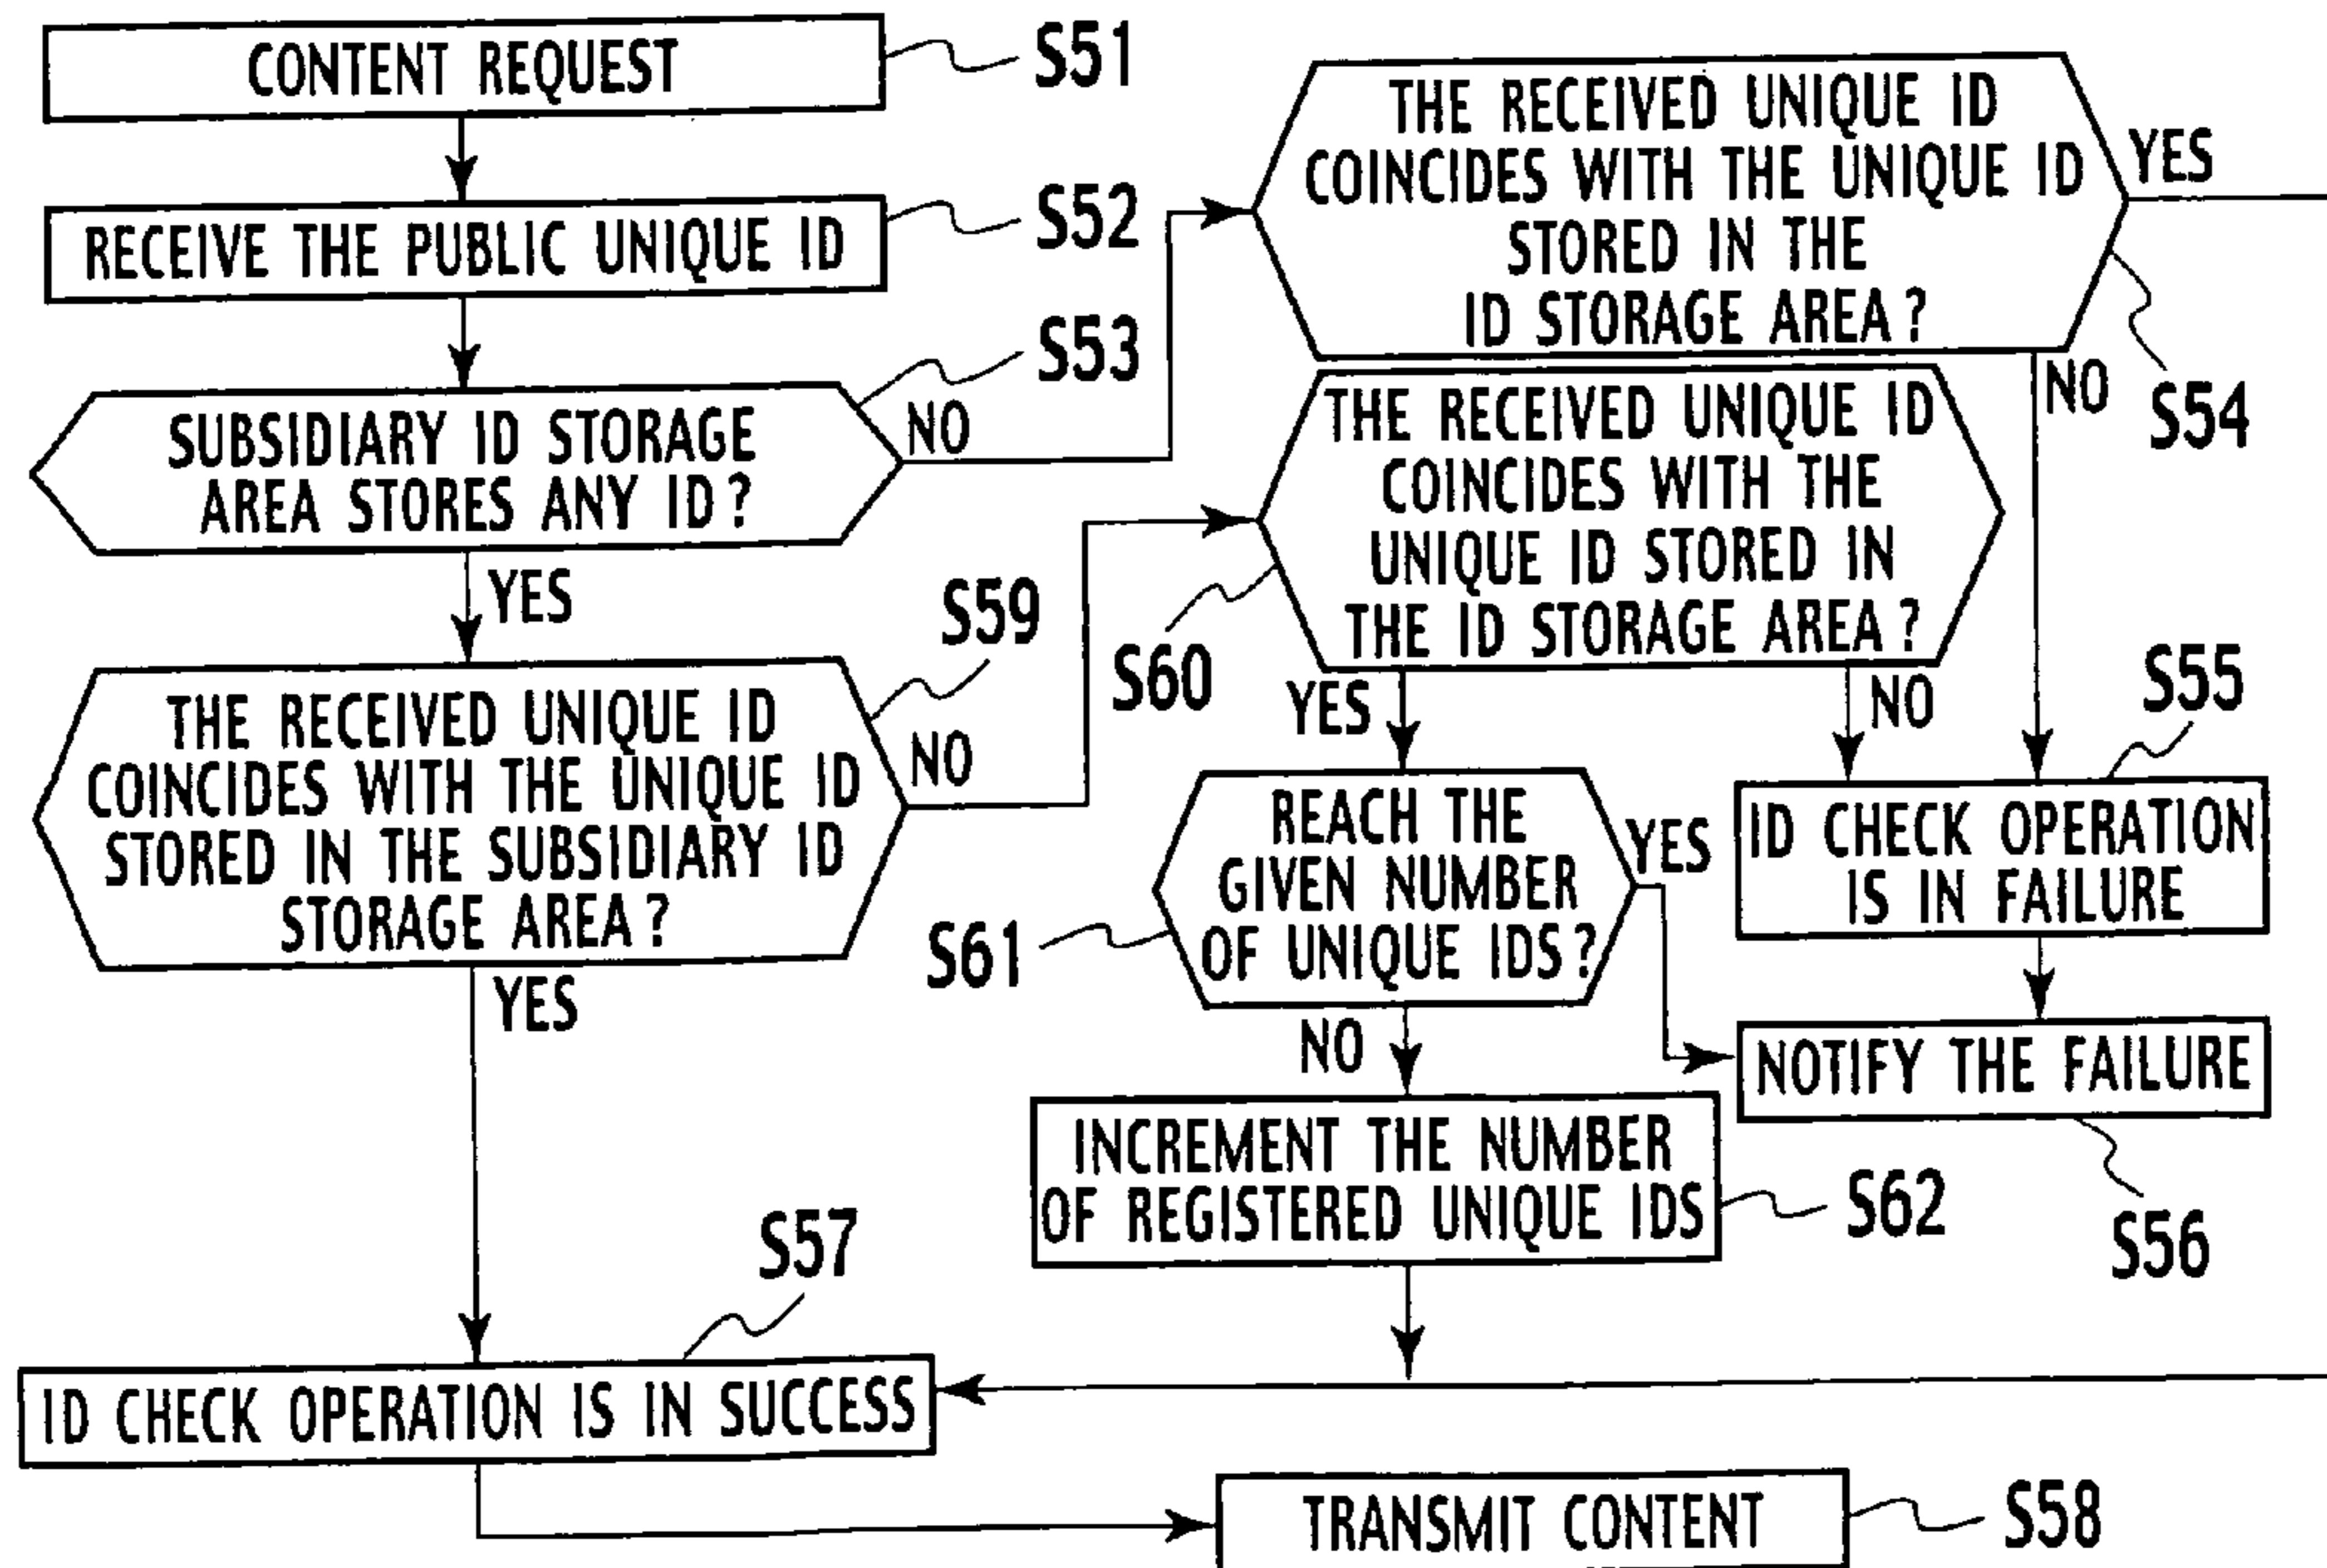 CONTENT REQUEST
S51
RECEIVE THE PUBLIC UNIQUE ID
S52
SUBSIDIARY ID STORAGE
AREA STORES ANY ID?
S53
NO
YES
THE RECEIVED UNIQUE ID
COINCIDES WITH THE UNIQUE ID
STORED IN THE
ID STORAGE AREA?
YES
NO
S54
THE RECEIVED UNIQUE ID
COINCIDES WITH THE UNIQUE ID
STORED IN THE SUBSIDIARY ID
STORAGE AREA?
S59
NO
YES
THE RECEIVED UNIQUE ID
COINCIDES WITH THE
UNIQUE ID STORED IN
THE ID STORAGE AREA?
S60
YES
NO
S55
ID CHECK OPERATION
IS IN FAILURE
REACH THE
GIVEN NUMBER
OF UNIQUE IDS?
S61
YES
NO
NOTIFY THE FAILURE
S56
INCREMENT THE NUMBER
OF REGISTERED UNIQUE IDS
S62
S57
ID CHECK OPERATION IS IN SUCCESS
TRANSMIT CONTENT
S58